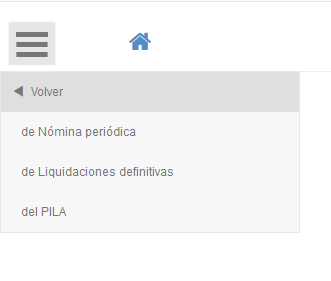 Volver
de Nómina periódica
de Liquidaciones definitivas
del PILA